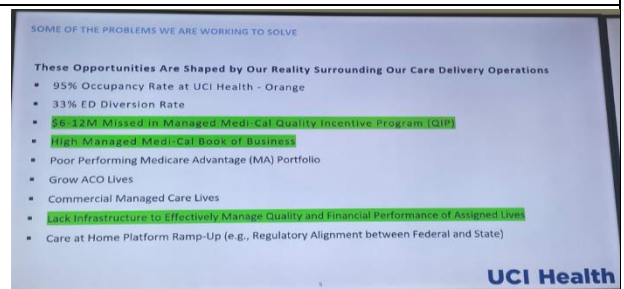 SOME OF THE PROBLEMS WE ARE WORKING TO SOLVE
These Opportunities Are Shaped by Our Reality Surrounding Our Care Delivery Operations
▪ 95% Occupancy Rate at UCI Health - Orange
▪ 33% ED Diversion Rate
▪ $6-12M Missed in Managed Medi-Cal Quality Incentive Program (QIP)
▪ High Managed Medi-Cal Book of Business
▪ Poor Performing Medicare Advantage (MA) Portfolio
▪ Grow ACO Lives
▪ Commercial Managed Care Lives
▪ Lack Infrastructure to Effectively Manage Quality and Financial Performance of Assigned Lives
▪ Care at Home Platform Ramp-Up (e.g., Regulatory Alignment between Federal and State)
UCI Health